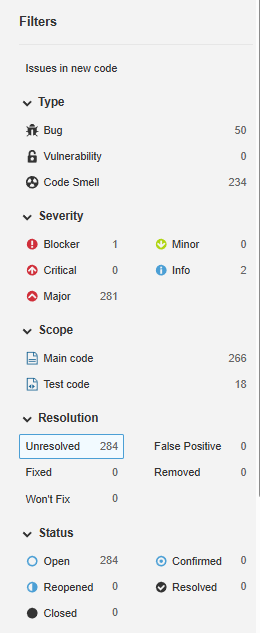 Filters
Issues in new code
Type
Bug 50
Vulnerability 0
Code Smell 234
Severity
Blocker 1 Minor 0
Critical 0 Info 2
Major 281
Scope
Main code 266
Test code 18
Resolution
Unresolved 284 False Positive 0
Fixed 0 Removed 0
Won't Fix 0
Status
Open 284 Confirmed 0
Reopened 0 Resolved 0
Closed 0